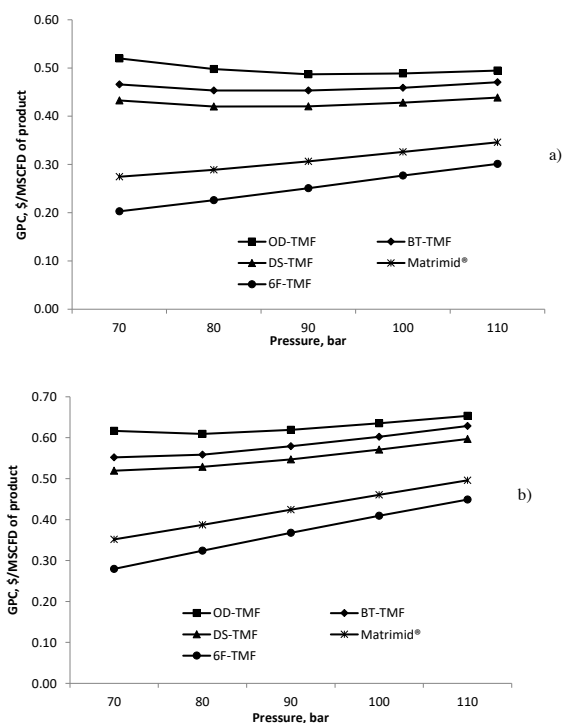 0.60
0.50
0.40
0.30
0.20
0.10
0.00
GPC, $/MSCFD of product
OD-TMF BT-TMF
DS-TMF Matrimid®
6F-TMF
70 80 90 100 110
Pressure, bar
a)
0.70
0.60
0.50
0.40
0.30
0.20
0.10
0.00
GPC, $/MSCFD of product
OD-TMF BT-TMF
DS-TMF Matrimid®
6F-TMF
70 80 90 100 110
Pressure, bar
b)